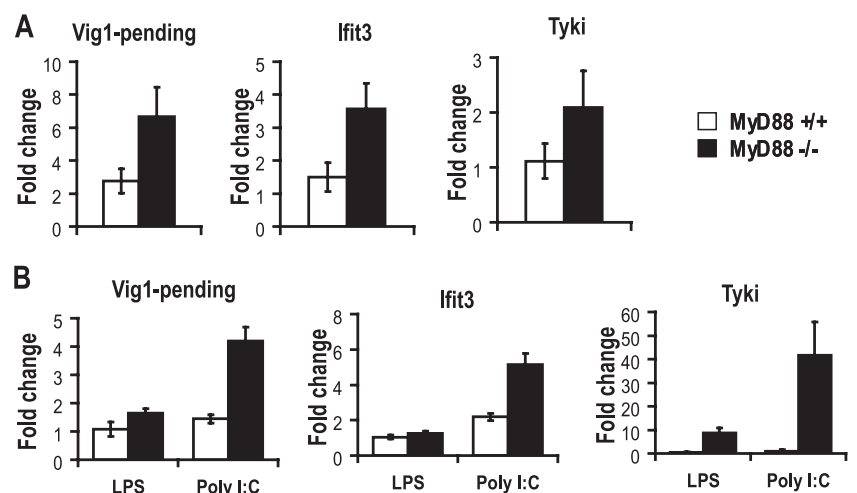 A
Vig1-pending
Fold change
10
8
6
4
2
0
Ifit3
Fold change
5
4
3
2
1
0
Tyki
Fold change
3
2
1
0
MyD88 +/+
MyD88 -/-
B
Vig1-pending
Fold change
5
4
3
2
1
0
LPS Poly I:C
Ifit3
Fold change
8
6
4
2
0
LPS Poly I:C
Tyki
Fold change
60
50
40
30
20
10
0
LPS Poly I:C